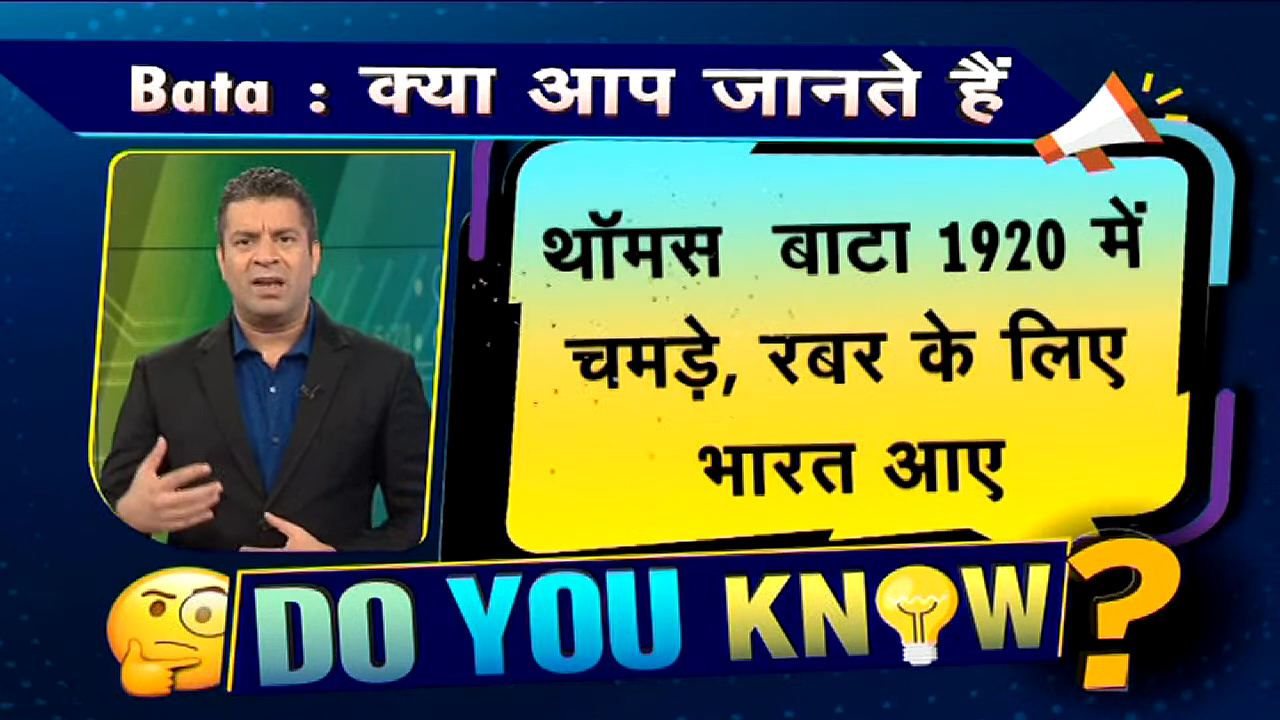 Bata : क्या आप जानते हैं
थॉमस बाटा 1920 में
चमड़े, रबर के लिए
भारत आए
DO YOU KNOW?